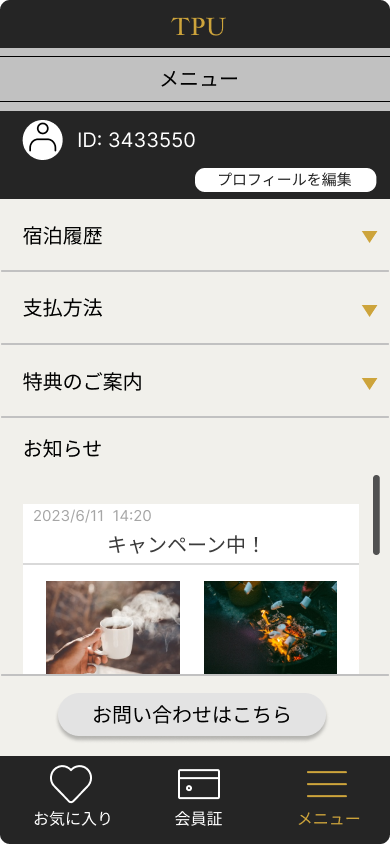 TPU
メニュー
ID: 3433550
プロフィールを編集
宿泊履歴
支払方法
特典のご案内
お知らせ
2023/6/11 14:20
キャンペーン中！
お問い合わせはこちら
お気に入り
会員証
メニュー